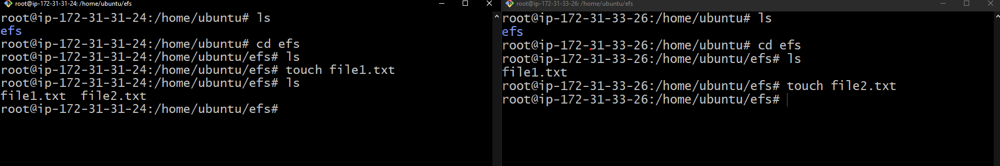 root@ip-172-31-31-24: /home/ubuntu/efs
root@ip-172-31-31-24:/home/ubuntu# ls
efs
root@ip-172-31-31-24:/home/ubuntu# cd efs
root@ip-172-31-31-24:/home/ubuntu/efs# ls
root@ip-172-31-31-24:/home/ubuntu/efs# touch file1.txt
root@ip-172-31-31-24:/home/ubuntu/efs# ls
file1.txt  file2.txt
root@ip-172-31-31-24:/home/ubuntu/efs#
root@ip-172-31-33-26: /home/ubuntu/efs
root@ip-172-31-33-26:/home/ubuntu# ls
efs
root@ip-172-31-33-26:/home/ubuntu# cd efs
root@ip-172-31-33-26:/home/ubuntu/efs# ls
file1.txt
root@ip-172-31-33-26:/home/ubuntu/efs# touch file2.txt
root@ip-172-31-33-26:/home/ubuntu/efs#